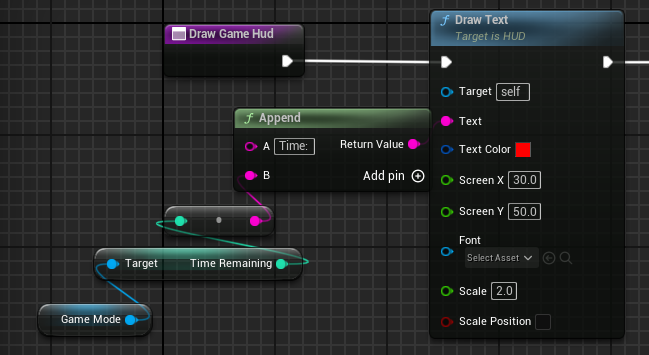 Draw Game Hud
Draw Text
Target is HUD
Target self
Text
Text Color
Screen X 30.0
Screen Y 50.0
Font
Select Asset
Scale 2.0
Scale Position
Append
A Time:
Return Value
B
Add pin
Target
Time Remaining
Game Mode